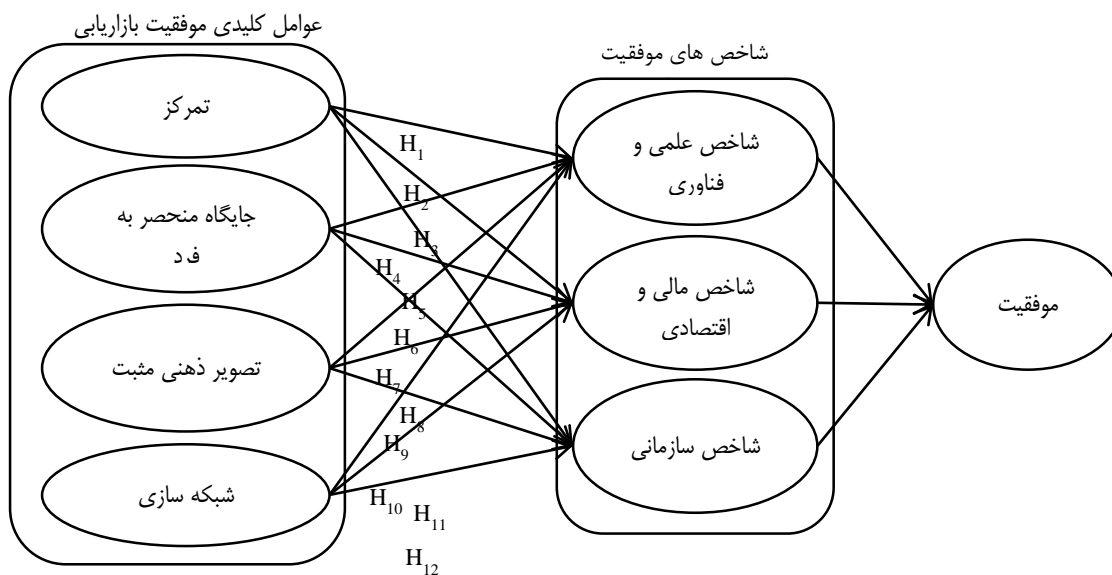 عوامل کلیدی موفقیت بازاریابی
شاخص های موفقیت
تمرکز
جایگاه منحصر به
فرد
تصویر ذهنی مثبت
شبکه سازی
H1
H2
H3
H4
H5
H6
H7
H8
H9
H10
H11
H12
شاخص علمی و
فناوری
شاخص مالی و
اقتصادی
شاخص سازمانی
موفقیت